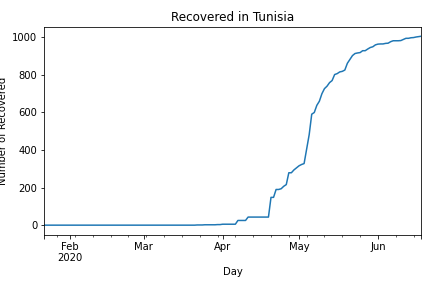 Recovered in Tunisia
Number of Recovered
1000
800
600
400
200
0
Feb
2020
Mar
Apr
May
Jun
Day